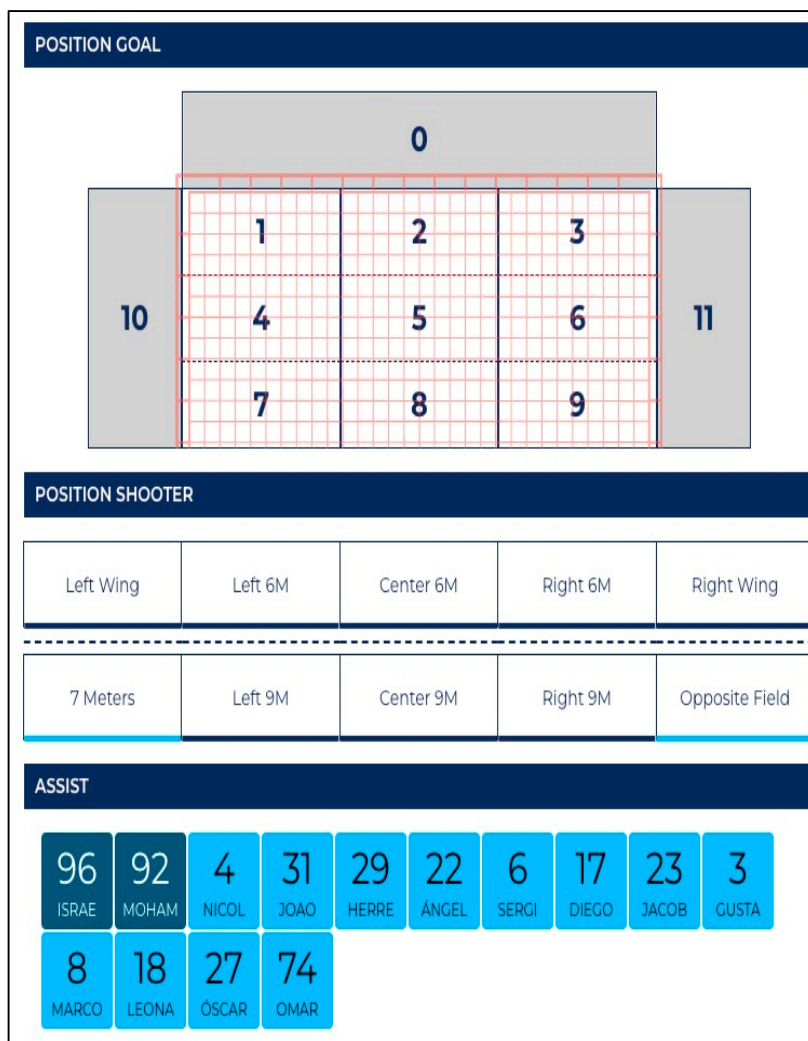 POSITION GOAL
0
1 2 3
10 4 5 6 11
7 8 9
POSITION SHOOTER
Left Wing Left 6M Center 6M Right 6M Right Wing
7 Meters Left 9M Center 9M Right 9M Opposite Field
ASSIST
96 92 4 31 29 22 6 17 23 3
ISRAE MOHAM NICOL JOAO HERRE ÁNGEL SERGI DIEGO JACOB GUSTA
8 18 27 74
MARCO LEONA ÓSCAR OMAR